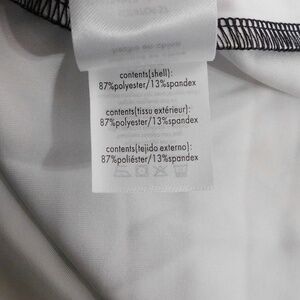 contents(shell):
87%polyester/13%spandex
contents(tissu extérieur):
87%polyester/13%spandex
contents(tejido externo):
87%poliéster/13%spandex